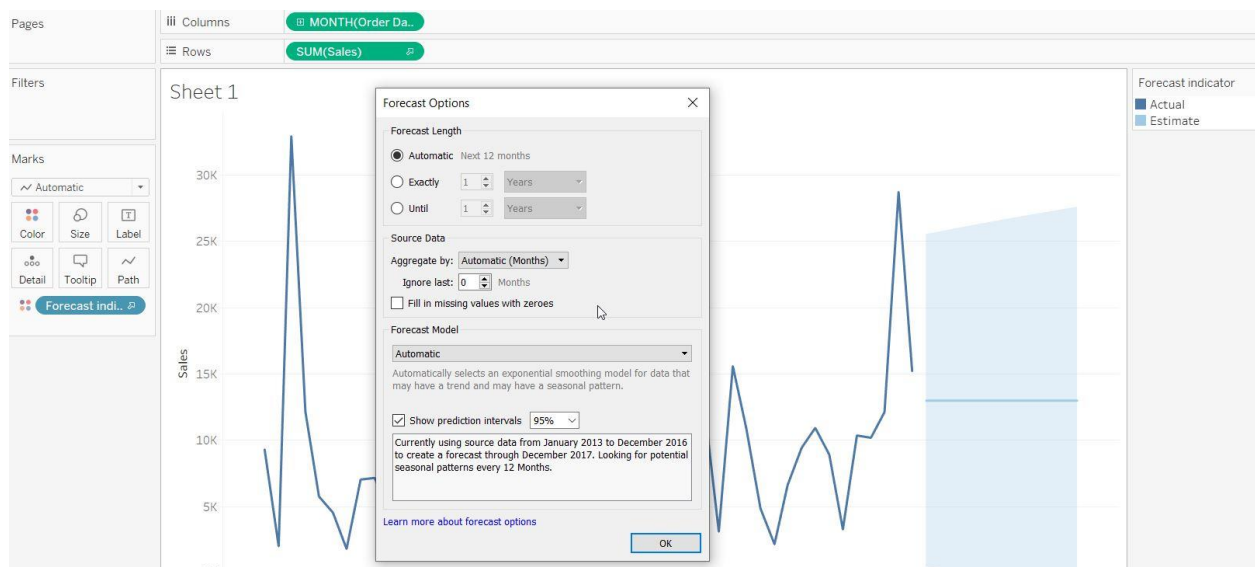 Pages
Columns
MONTH(Order Da..
Rows
SUM(Sales)
Filters
Marks
Automatic
Color
Size
Label
Detail
Tooltip
Path
Forecast indi..
Sheet 1
30K
25K
20K
15K
10K
5K
Sales
Forecast Options
Forecast Length
Automatic Next 12 months
Exactly 1 Years
Until 1 Years
Source Data
Aggregate by: Automatic (Months)
Ignore last: 0 Months
Fill in missing values with zeroes
Forecast Model
Automatic
Automatically selects an exponential smoothing model for data that
may have a trend and may have a seasonal pattern.
Show prediction intervals 95%
Currently using source data from January 2013 to December 2016
to create a forecast through December 2017. Looking for potential
seasonal patterns every 12 Months.
Learn more about forecast options
OK
Forecast indicator
Actual
Estimate